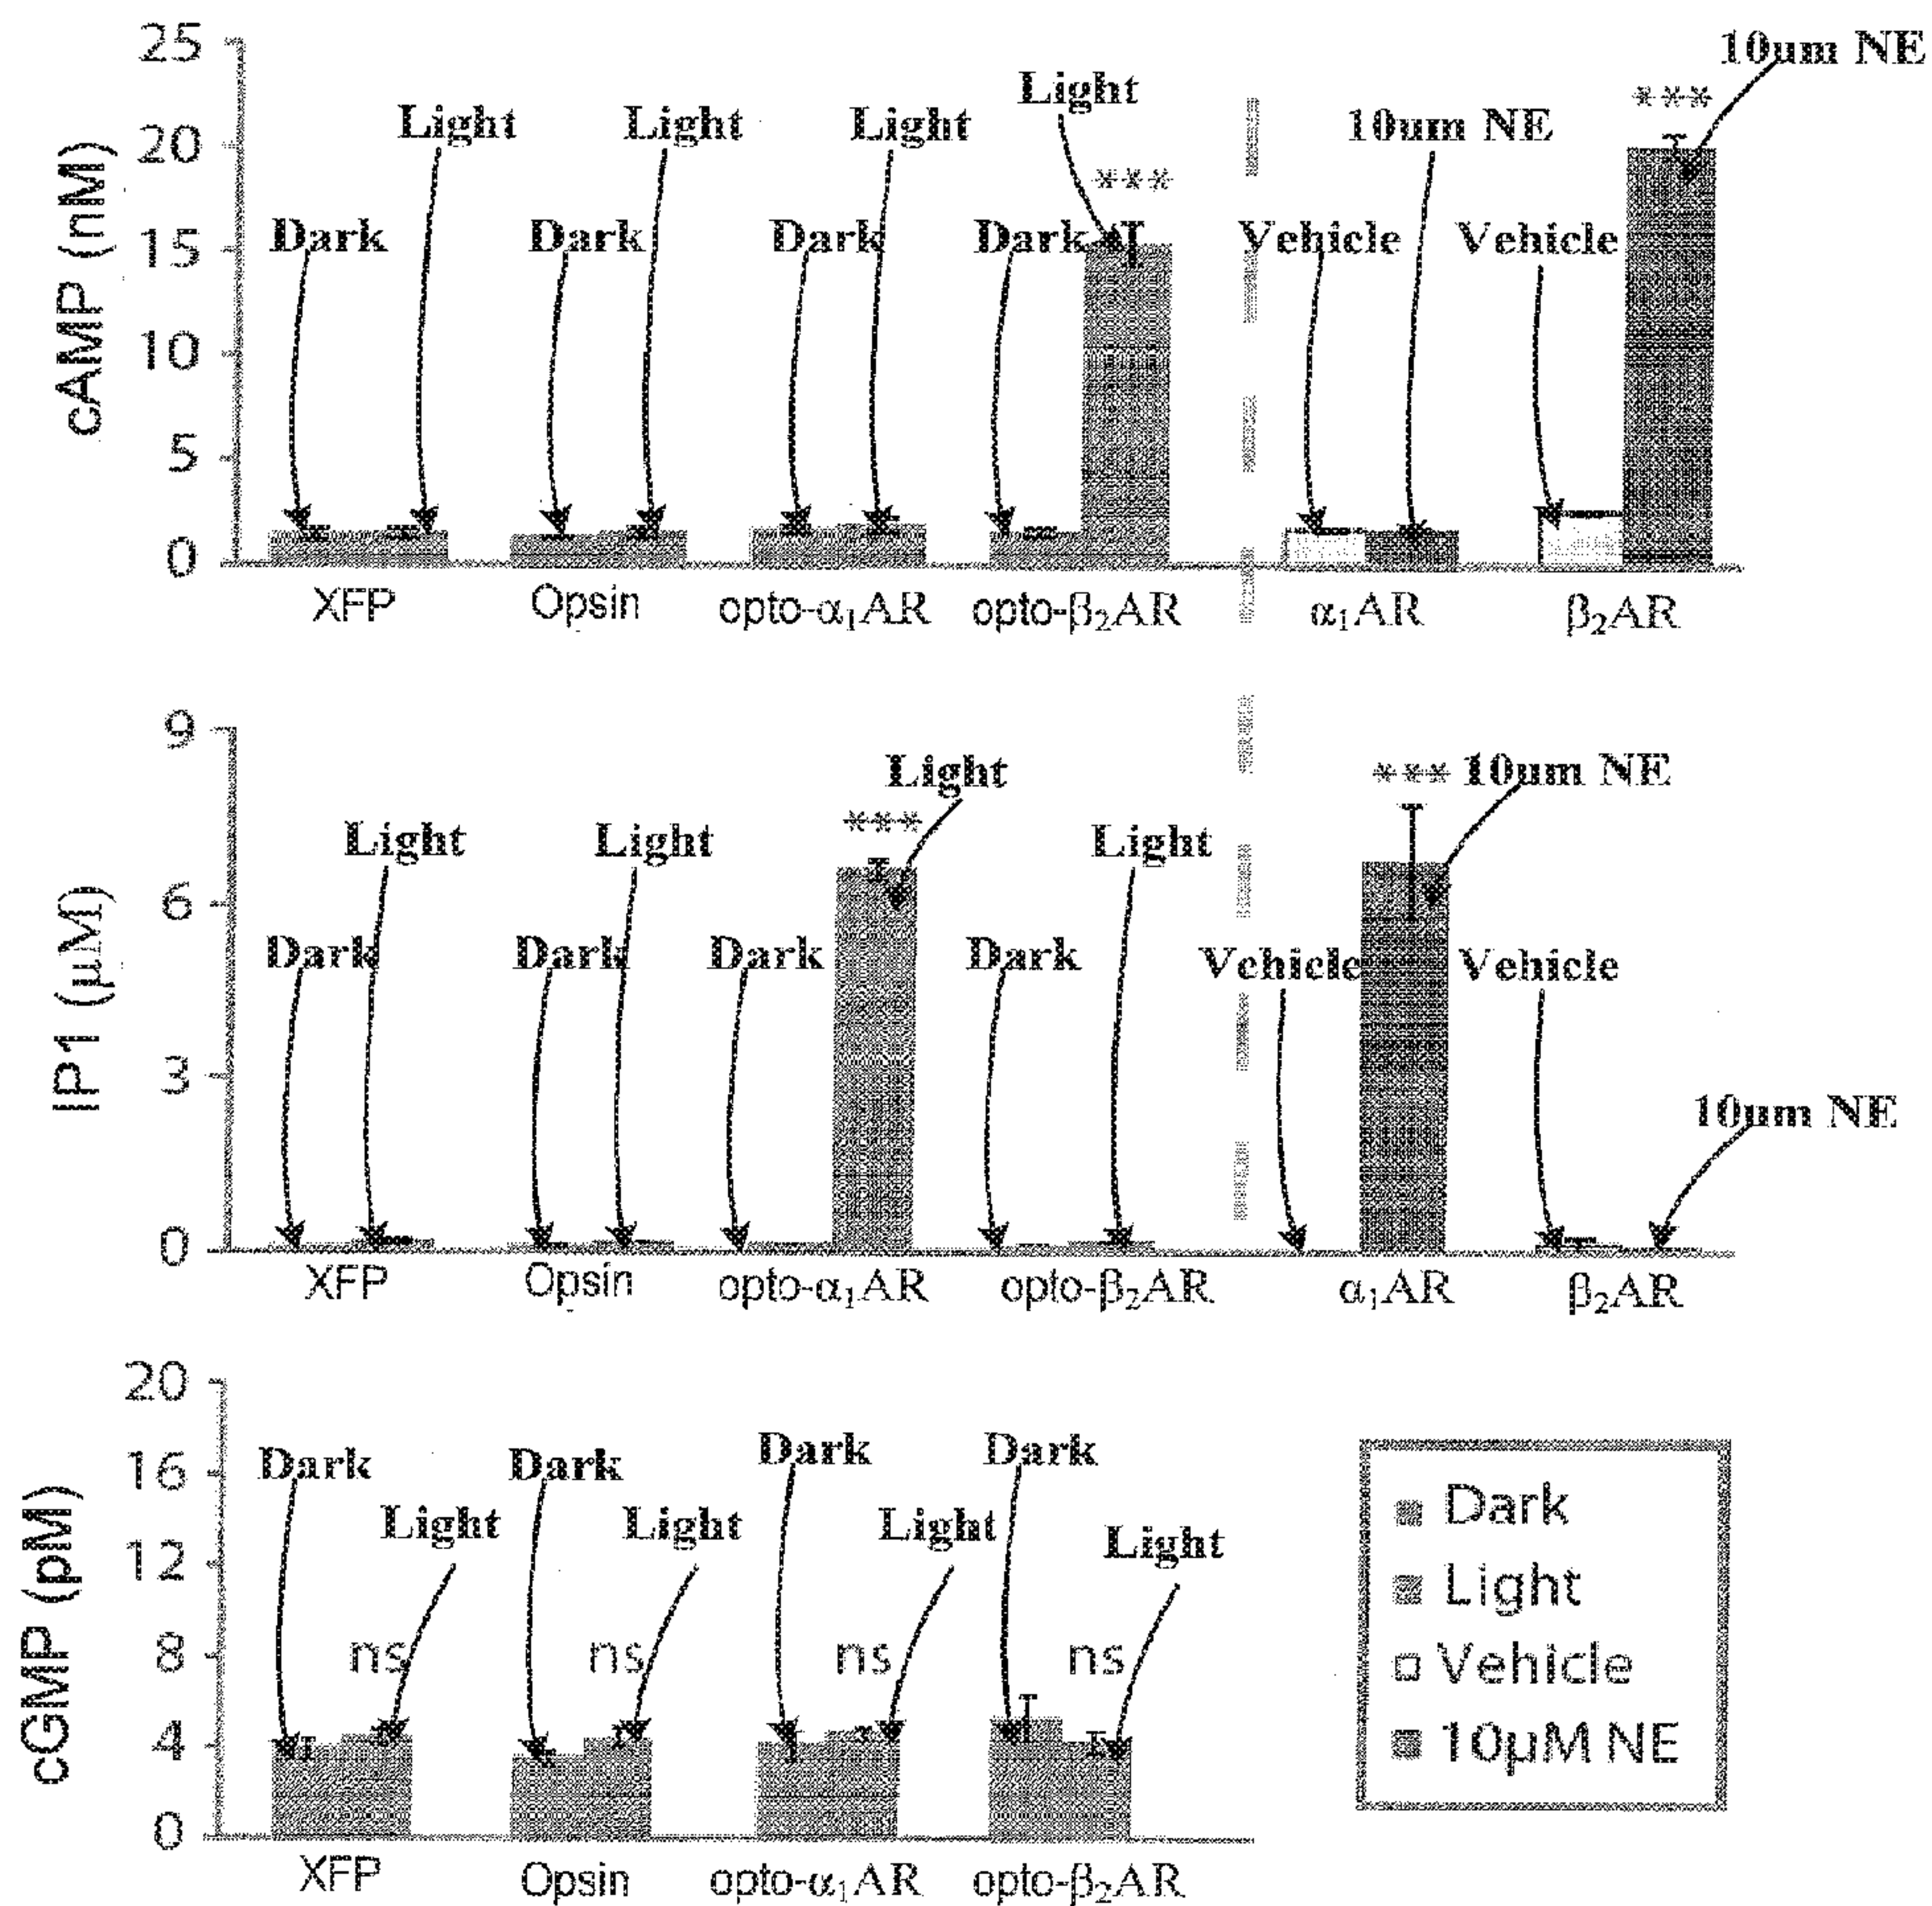 25
10um NE
***
Light
Light
Light
Light
10um NE
20
***
Dark
Dark
Dark
Dark
Vehicle
Vehicle
15
cAMP (nM)
10
5
0
XFP
Opsin
opto-α₁AR
opto-β₂AR
α₁AR
β₂AR
9
Light
***
10um NE
***
Light
Light
Light
6
Dark
Dark
Dark
Dark
Vehicle
Vehicle
IP1 (μM)
3
10um NE
0
XFP
Opsin
opto-α₁AR
opto-β₂AR
α₁AR
β₂AR
20
Dark
Dark
Dark
Dark
16
Light
Light
Light
Light
12
cGMP (pM)
ns
ns
ns
ns
8
4
0
XFP
Opsin
opto-α₁AR
opto-β₂AR
Dark
Light
Vehicle
10μM NE